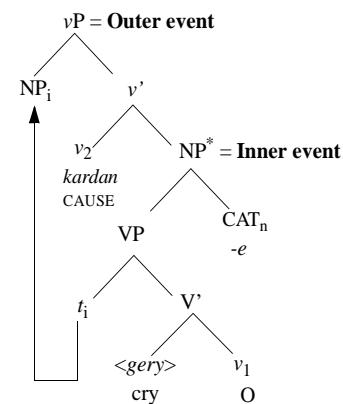 vP = Outer event
NPi v’
v2 NP* = Inner event
kardan
CAUSE
VP CATn
-e
ti V’
<gery> v1
cry O